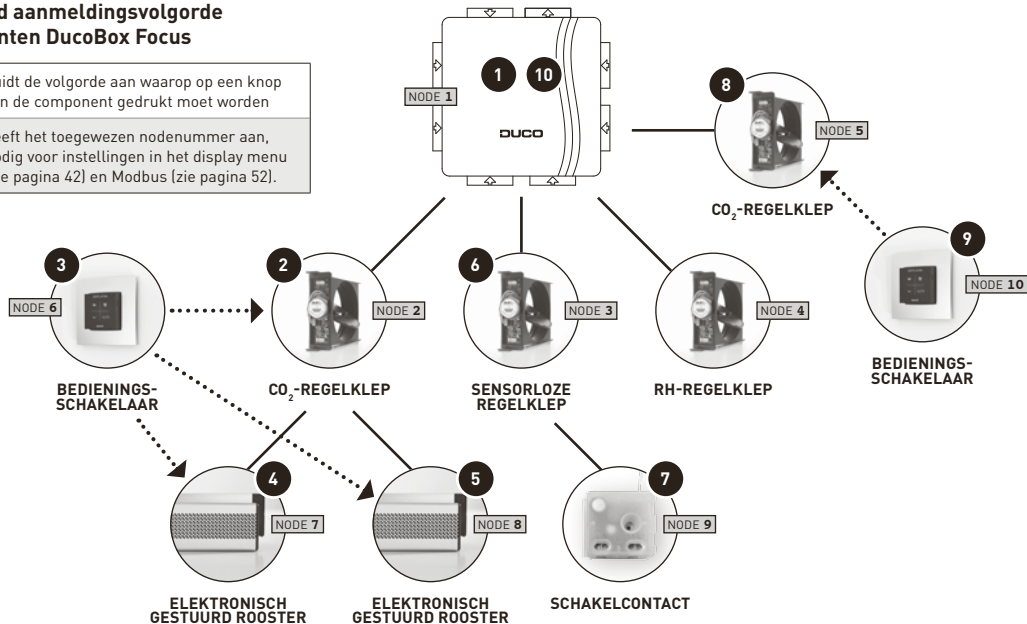 d aanmeldingsvolgorde
nten DucoBox Focus
uidt de volgorde aan waarop op een knop
n de component gedrukt moet worden
eeft het toegewezen nodenummer aan,
odig voor instellingen in het display menu
e pagina 42) en Modbus (zie pagina 52).
1
10
NODE 1
DUCO
8
NODE 5
CO₂-REGELKLEP
9
NODE 10
BEDIENINGS-
SCHAKELAAR
3
NODE 6
BEDIENINGS-
SCHAKELAAR
2
NODE 2
CO₂-REGELKLEP
6
NODE 3
SENSORLOZE
REGELKLEP
NODE 4
RH-REGELKLEP
4
NODE 7
ELEKTRONISCH
GESTUURD ROOSTER
5
NODE 8
ELEKTRONISCH
GESTUURD ROOSTER
7
NODE 9
SCHAKELCONTACT